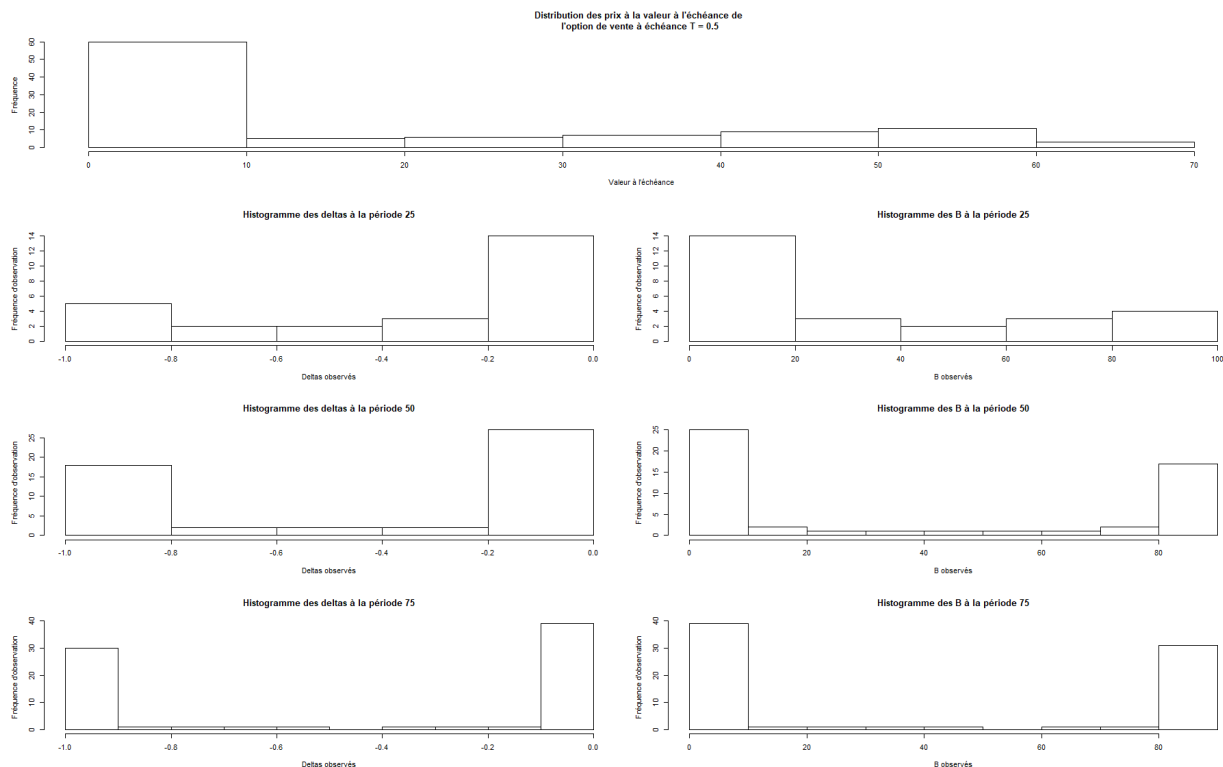 Distribution des prix à la valeur à l'échéance de
l'option de vente à échéance T = 0.5
Fréquence
0 10 20 30 40 50 60
0 10 20 30 40 50 60 70
Valeur à l'échéance
Histogramme des deltas à la période 25
Fréquence d'observation
0 2 4 6 8 10 12 14
-1.0 -0.8 -0.6 -0.4 -0.2 0.0
Deltas observés
Histogramme des B à la période 25
Fréquence d'observation
0 2 4 6 8 10 12 14
0 20 40 60 80 100
B observés
Histogramme des deltas à la période 50
Fréquence d'observation
0 5 10 15 20 25
-1.0 -0.8 -0.6 -0.4 -0.2 0.0
Deltas observés
Histogramme des B à la période 50
Fréquence d'observation
0 5 10 15 20 25
0 20 40 60 80
B observés
Histogramme des deltas à la période 75
Fréquence d'observation
0 10 20 30 40
-1.0 -0.8 -0.6 -0.4 -0.2 0.0
Deltas observés
Histogramme des B à la période 75
Fréquence d'observation
0 10 20 30 40
0 20 40 60 80
B observés